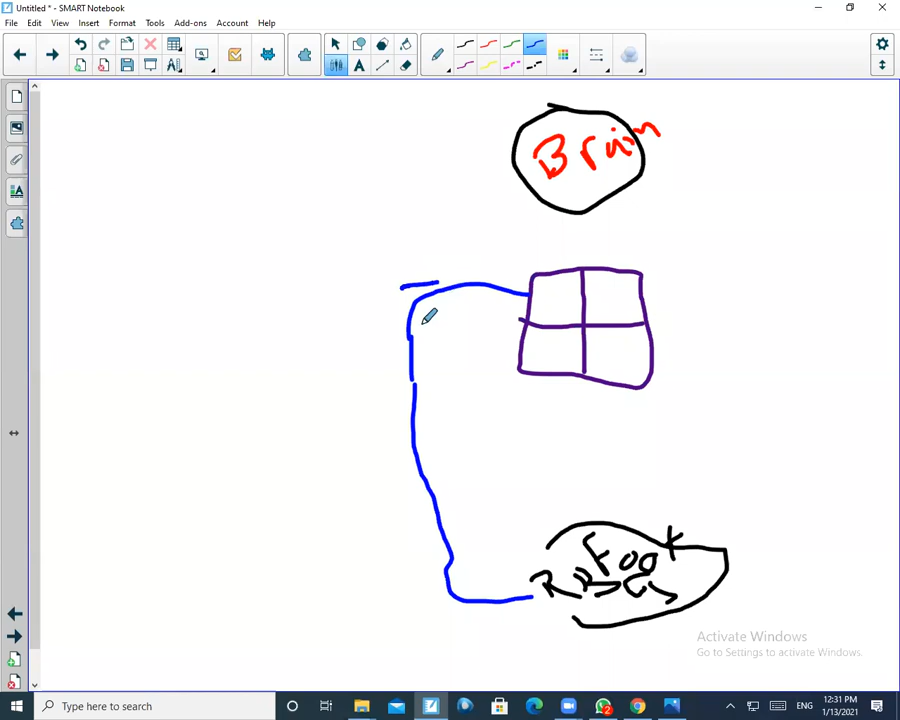 Untitled * - SMART Notebook
File Edit View Insert Format Tools Add-ons Account Help
Brain
Foot
Activate Windows
Go to Settings to activate Windows.
Type here to search
12:31 PM
ENG
1/13/2021
2